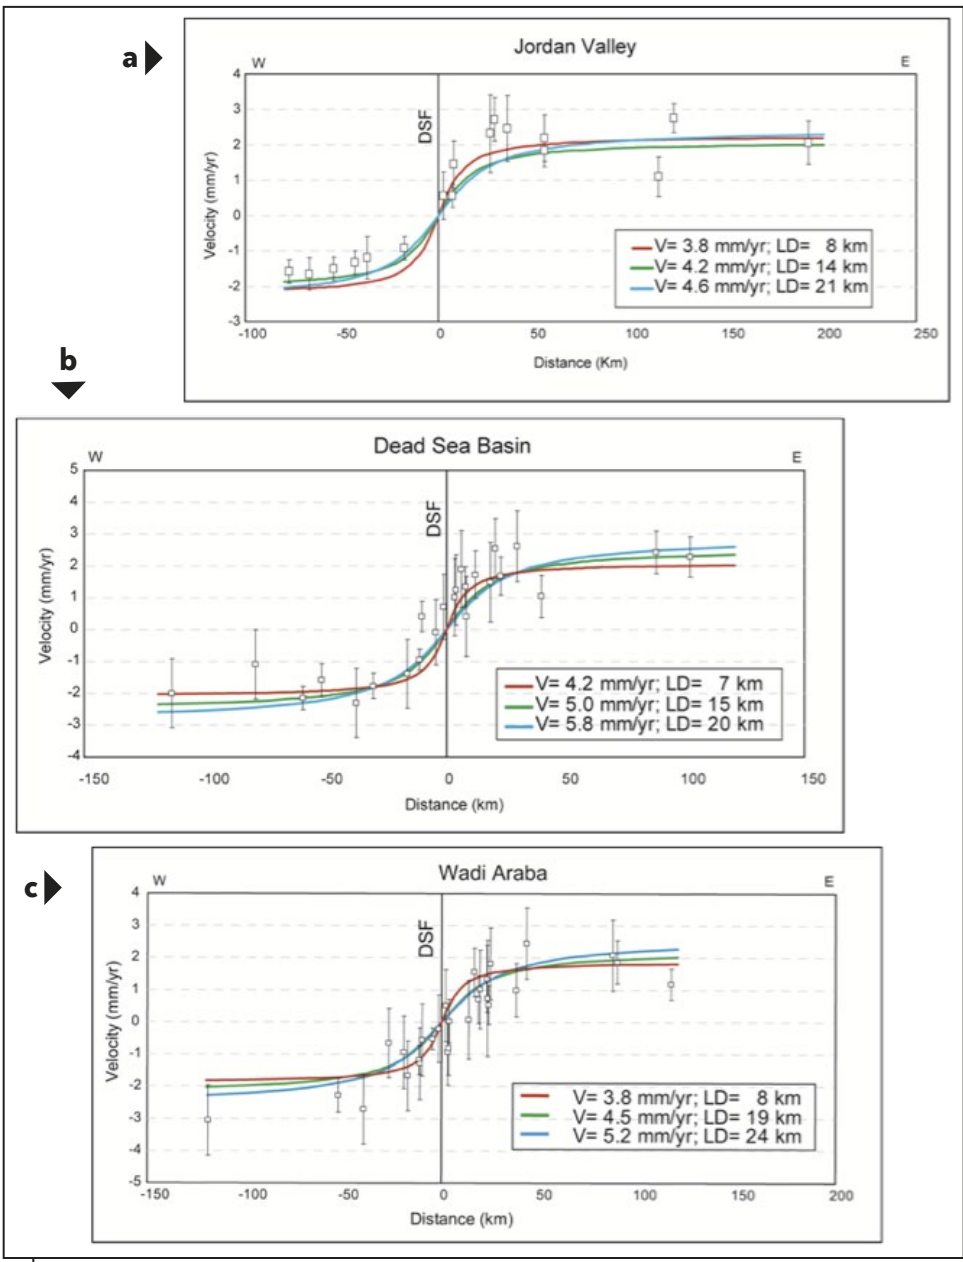 a
Jordan Valley
W
E
DSF
4
3
2
1
0
-1
-2
-3
Velocity (mm/yr)
V= 3.8 mm/yr; LD= 8 km
V= 4.2 mm/yr; LD= 14 km
V= 4.6 mm/yr; LD= 21 km
-100 -50 0 50 100 150 200 250
Distance (Km)
b
Dead Sea Basin
W
E
DSF
5
4
3
2
1
0
-1
-2
-3
-4
Velocity (mm/yr)
V= 4.2 mm/yr; LD= 7 km
V= 5.0 mm/yr; LD= 15 km
V= 5.8 mm/yr; LD= 20 km
-150 -100 -50 0 50 100 150
Distance (km)
c
Wadi Araba
W
E
DSF
4
3
2
1
0
-1
-2
-3
-4
-5
Velocity (mm/yr)
V= 3.8 mm/yr; LD= 8 km
V= 4.5 mm/yr; LD= 19 km
V= 5.2 mm/yr; LD= 24 km
-150 -100 -50 0 50 100 150 200
Distance (km)